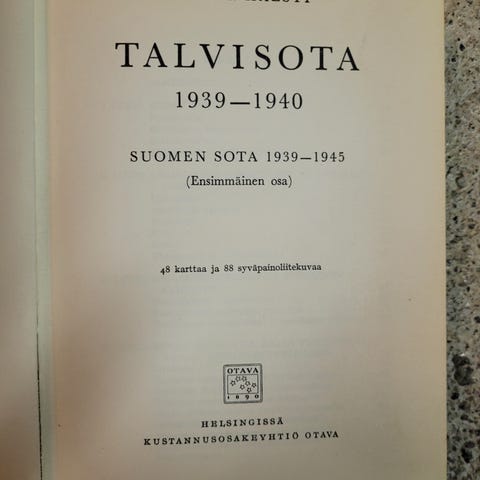 TALVISOTA
1939—1940
SUOMEN SOTA 1939—1945
(Ensimmäinen osa)
48 karttaa ja 88 syväpainoliitekuvaa
OTAVA
1890
HELSINGISSÄ
KUSTANNUSOSAKEYHTIÖ OTAVA